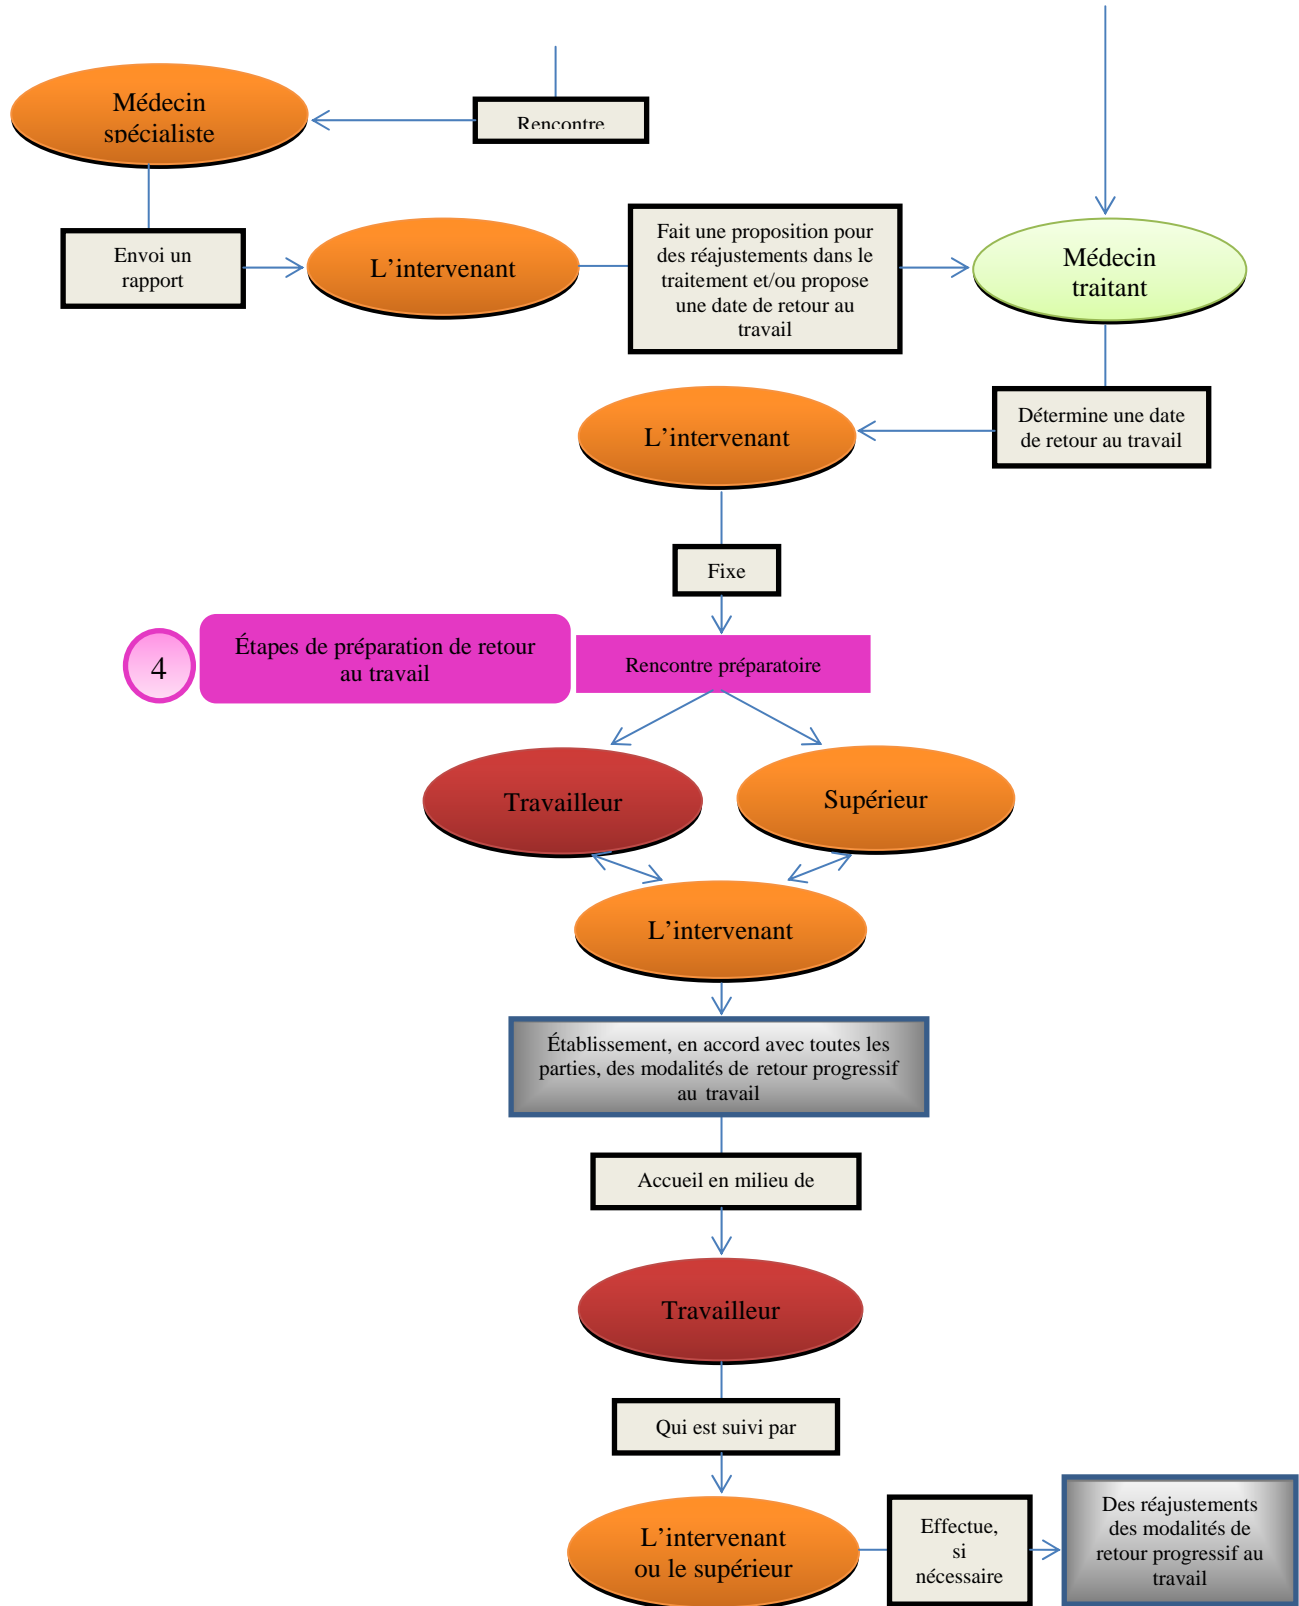 Médecin
spécialiste
Rencontre
Envoi un
rapport
L'intervenant
Fait une proposition pour
des réajustements dans le
traitement et/ou propose
une date de retour au
travail
Médecin
traitant
Détermine une date
de retour au travail
L'intervenant
Fixe
4
Étapes de préparation de retour
au travail
Rencontre préparatoire
Travailleur
Supérieur
L'intervenant
Établissement, en accord avec toutes les
parties, des modalités de retour progressif
au travail
Accueil en milieu de
Travailleur
Qui est suivi par
L'intervenant
ou le supérieur
Effectue,
si
nécessaire
Des réajustements
des modalités de
retour progressif au
travail